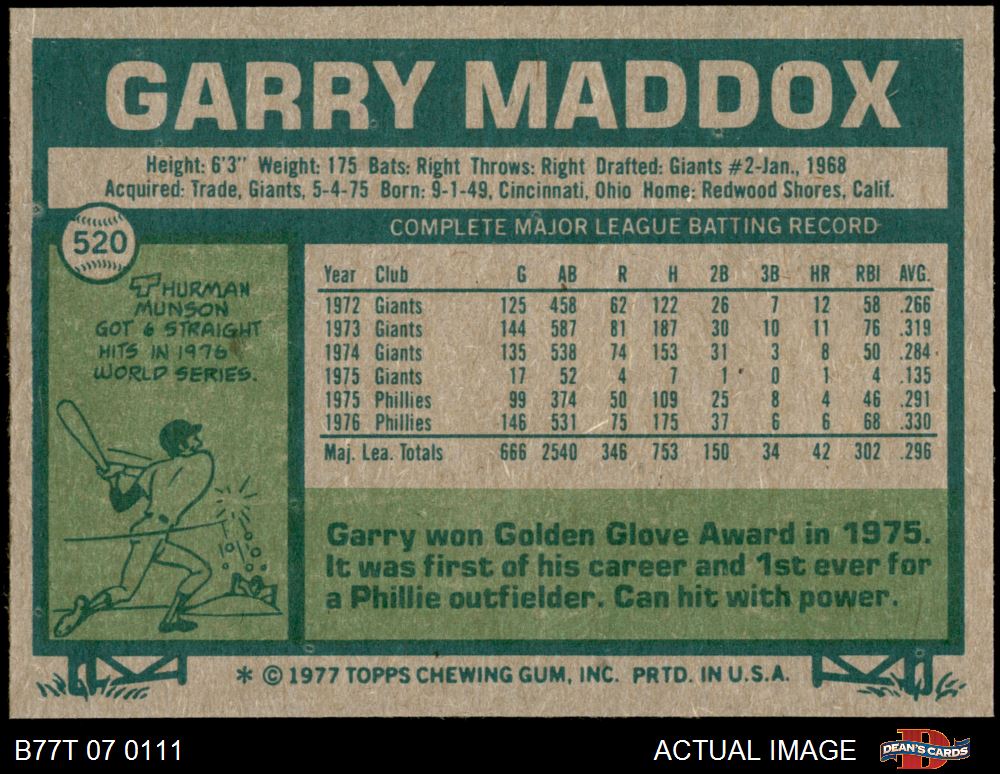 GARRY MADDOX
Height: 6'3" Weight: 175 Bats: Right Throws: Right Drafted: Giants #2-Jan., 1968
Acquired: Trade, Giants, 5-4-75 Born: 9-1-49, Cincinnati, Ohio Home: Redwood Shores, Calif.
520
THURMAN
MUNSON
GOT 6 STRAIGHT
HITS IN 1976
WORLD SERIES.
COMPLETE MAJOR LEAGUE BATTING RECORD
Year Club G AB R H 2B 3B HR RBI AVG.
1972 Giants 125 458 62 122 26 7 12 58 .266
1973 Giants 144 587 81 187 30 10 11 76 .319
1974 Giants 135 538 74 153 31 3 8 50 .284
1975 Giants 17 52 4 7 1 0 1 4 .135
1975 Phillies 99 374 50 109 25 8 4 46 .291
1976 Phillies 146 531 75 175 37 6 6 68 .330
Maj. Lea. Totals 666 2540 346 753 150 34 42 302 .296
Garry won Golden Glove Award in 1975.
It was first of his career and 1st ever for
a Phillie outfielder. Can hit with power.
* © 1977 TOPPS CHEWING GUM, INC. PRTD. IN U.S.A.
B77T 07 0111
ACTUAL IMAGE
DEAN'S CARDS